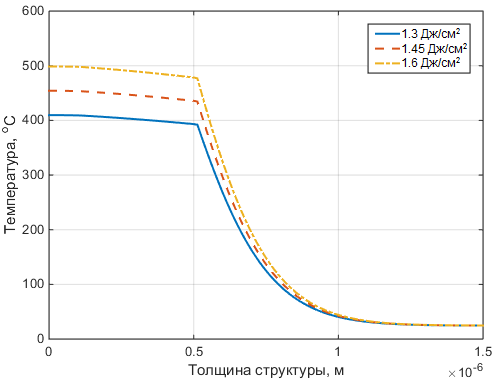 600
500
400
300
200
100
0
Температура, °C
1.3 Дж/см²
1.45 Дж/см²
1.6 Дж/см²
0
0.5
1
1.5
×10⁻⁶
Толщина структуры, м